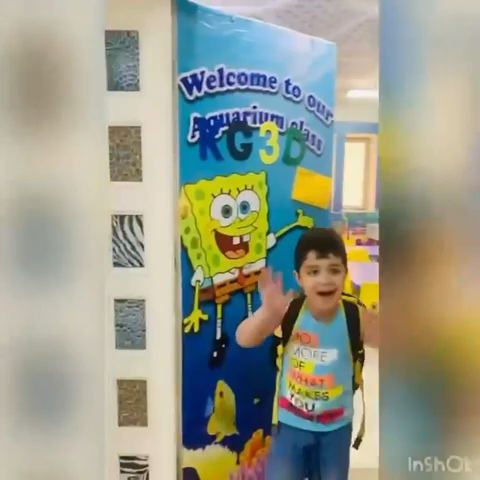 Welcome to our
Aquarium class
KG3D
DO
MORE
OF
WHAT
MAKES
YOU
InShOt